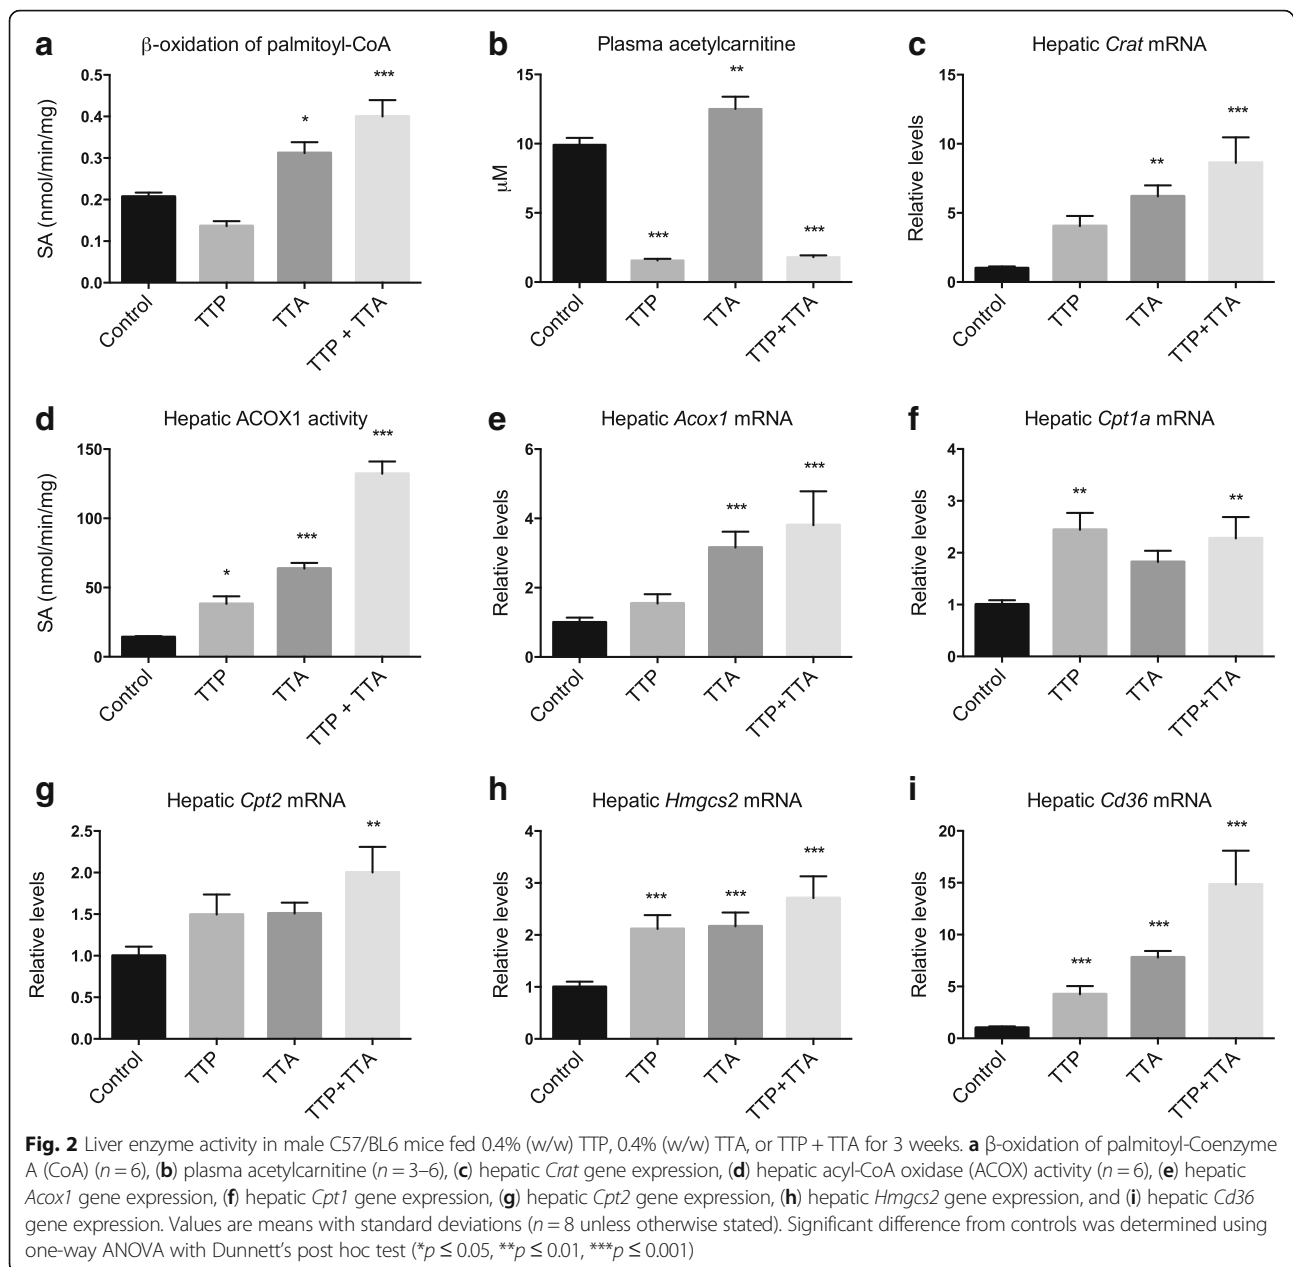 a
β-oxidation of palmitoyl-CoA
SA (nmol/min/mg)
0.5
0.4
0.3
0.2
0.1
0.0
***
*
Control
TTP
TTA
TTP + TTA
b
Plasma acetylcarnitine
µM
15
10
5
0
***
**
***
Control
TTP
TTA
TTP+TTA
c
Hepatic Crat mRNA
Relative levels
15
10
5
0
**
***
Control
TTP
TTA
TTP+TTA
d
Hepatic ACOX1 activity
SA (nmol/min/mg)
150
100
50
0
*
***
***
Control
TTP
TTA
TTP + TTA
e
Hepatic Acox1 mRNA
Relative levels
6
4
2
0
***
***
Control
TTP
TTA
TTP+TTA
f
Hepatic Cpt1a mRNA
Relative levels
4
3
2
1
0
**
**
Control
TTP
TTA
TTP+TTA
g
Hepatic Cpt2 mRNA
Relative levels
2.5
2.0
1.5
1.0
0.5
0.0
**
Control
TTP
TTA
TTP+TTA
h
Hepatic Hmgcs2 mRNA
Relative levels
4
3
2
1
0
***
***
***
Control
TTP
TTA
TTP+TTA
i
Hepatic Cd36 mRNA
Relative levels
20
15
10
5
0
***
***
***
Control
TTP
TTA
TTP+TTA
Fig. 2 Liver enzyme activity in male C57/BL6 mice fed 0.4% (w/w) TTP, 0.4% (w/w) TTA, or TTP + TTA for 3 weeks. a β-oxidation of palmitoyl-Coenzyme
A (CoA) (n = 6), (b) plasma acetylcarnitine (n = 3–6), (c) hepatic Crat gene expression, (d) hepatic acyl-CoA oxidase (ACOX) activity (n = 6), (e) hepatic
Acox1 gene expression, (f) hepatic Cpt1 gene expression, (g) hepatic Cpt2 gene expression, (h) hepatic Hmgcs2 gene expression, and (i) hepatic Cd36
gene expression. Values are means with standard deviations (n = 8 unless otherwise stated). Significant difference from controls was determined using
one-way ANOVA with Dunnett's post hoc test (*p ≤ 0.05, **p ≤ 0.01, ***p ≤ 0.001)